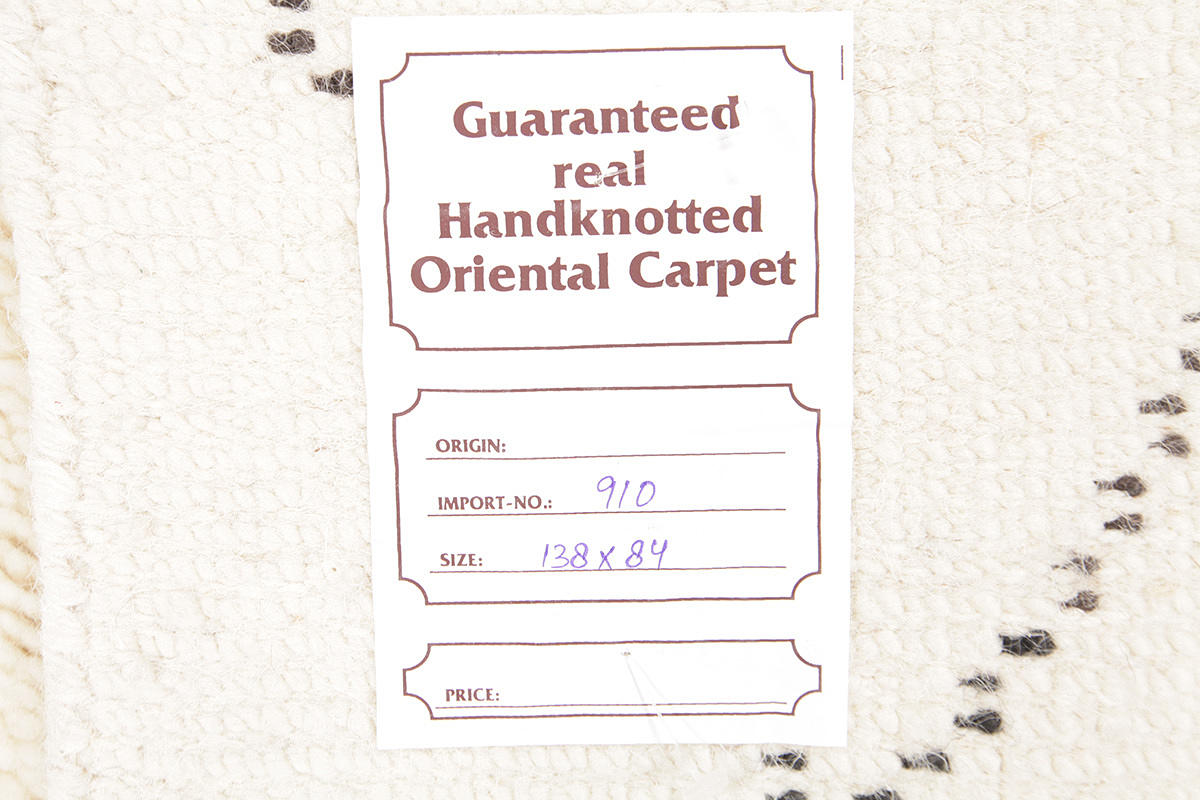 Guaranteed
real
Handknotted
Oriental Carpet
ORIGIN:
IMPORT-NO.: 910
SIZE: 138 x 84
PRICE: